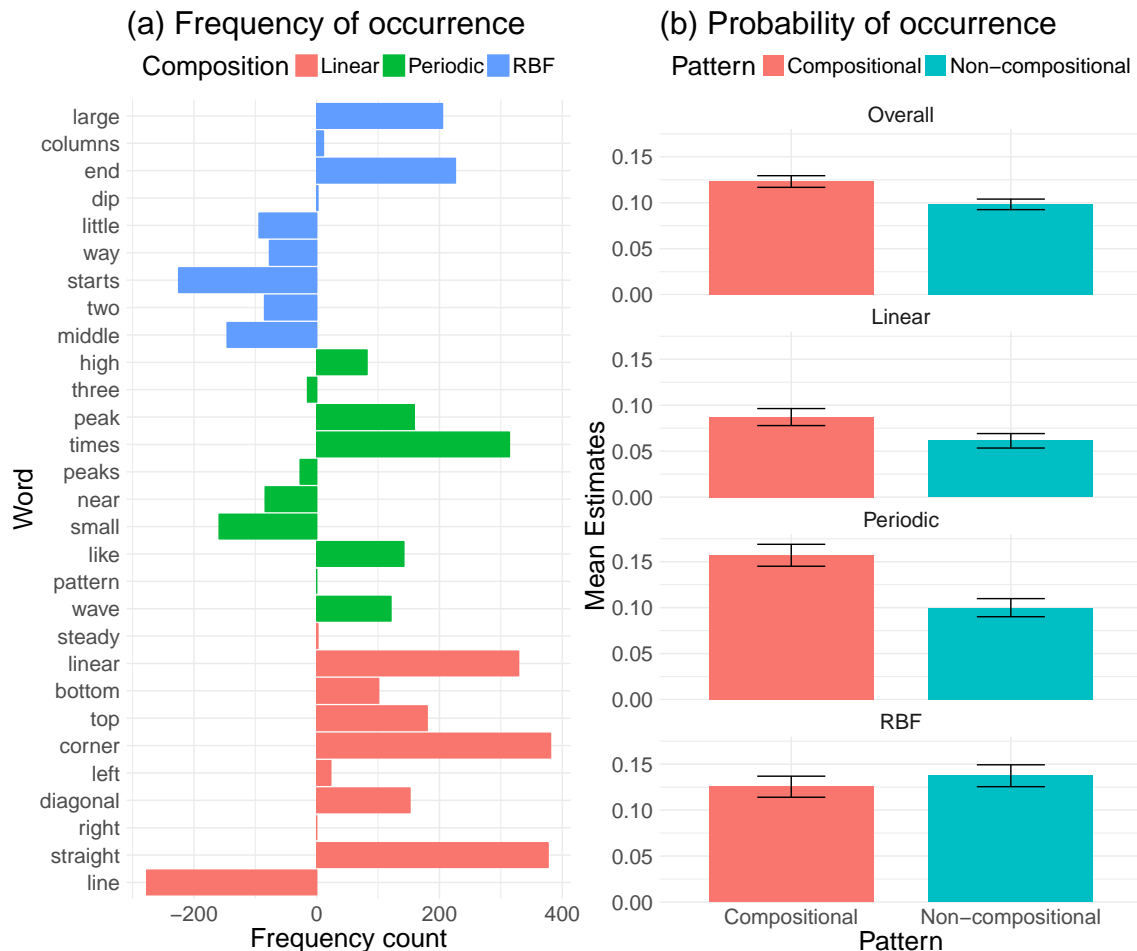 (a) Frequency of occurrence
Composition Linear Periodic RBF
Word
large
columns
end
dip
little
way
starts
two
middle
high
three
peak
times
peaks
near
small
like
pattern
wave
steady
linear
bottom
top
corner
left
diagonal
right
straight
line
−200 0 200 400
Frequency count
(b) Probability of occurrence
Pattern Compositional Non−compositional
Mean Estimates
Overall
0.15
0.10
0.05
0.00
Linear
0.15
0.10
0.05
0.00
Periodic
0.15
0.10
0.05
0.00
RBF
0.15
0.10
0.05
0.00
Compositional Non−compositional
Pattern